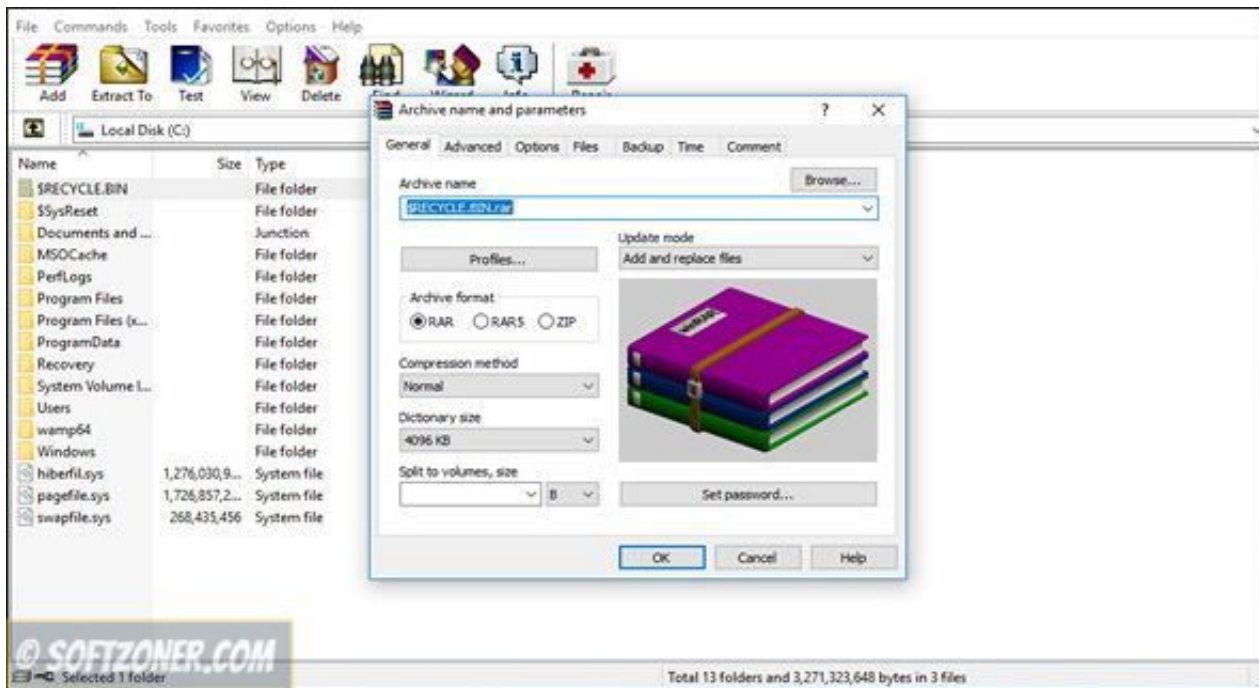 File Commands Tools Favorites Options Help
Add Extract To Test View Delete Find Wizard Info Repair
Local Disk (C:)
Archive name and parameters ? X
General Advanced Options Files Backup Time Comment
Name Size Type
Archive name
Browse...
$RECYCLE.BIN.rar
Update mode
Profiles...
Add and replace files
Archive format
RAR RAR5 ZIP
WinRAR
Compression method
Normal
Dictionary size
4096 KB
Split to volumes, size
B
Set password...
OK Cancel Help
$RECYCLE.BIN File folder
$SysReset File folder
Documents and ... Junction
MSOCache File folder
PerfLogs File folder
Program Files File folder
Program Files (x... File folder
ProgramData File folder
Recovery File folder
System Volume I... File folder
Users File folder
wamp64 File folder
Windows File folder
hiberfil.sys 1,276,030,9... System file
pagefile.sys 1,726,857,2... System file
swapfile.sys 268,435,456 System file
© SOFTZONER.COM
Selected 1 folder
Total 13 folders and 3,271,323,648 bytes in 3 files